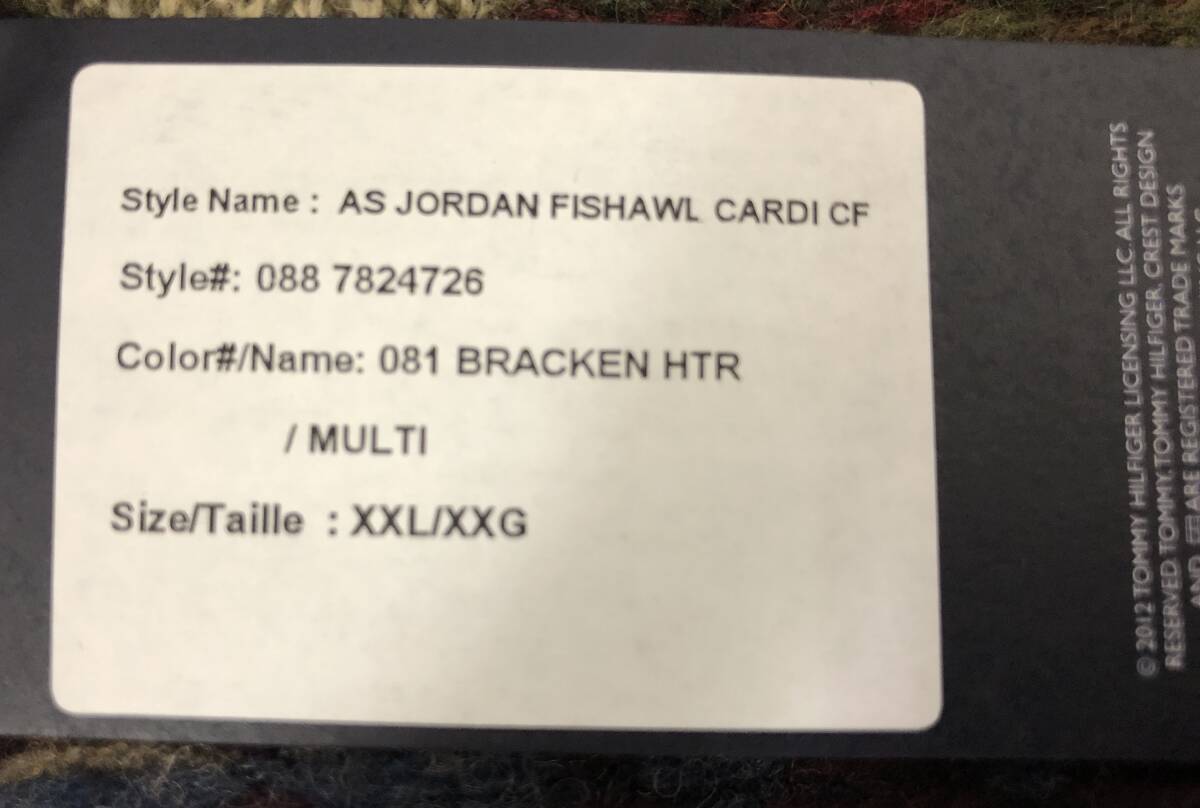 Style Name : AS JORDAN FISHAWL CARDI CF
Style#: 088 7824726
Color#/Name: 081 BRACKEN HTR
/ MULTI
Size/Taille : XXL/XXG
© 2012 TOMMY HILFIGER LICENSING LLC. ALL RIGHTS
RESERVED. TOMMY, TOMMY HILFIGER, CREST DESIGN
AND ARE REGISTERED TRADE MARKS